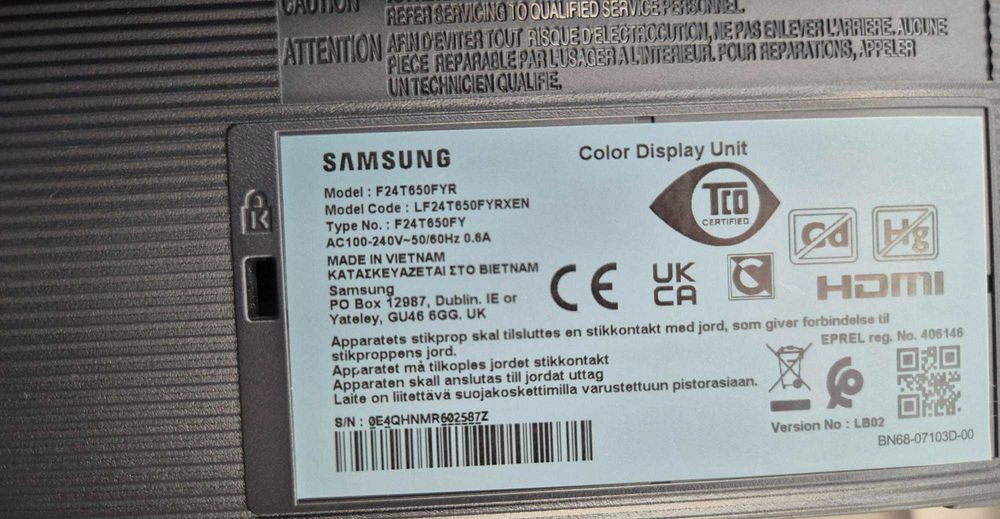 CAUTION
REFER SERVICING TO QUALIFIED SERVICE PERSONNEL.
ATTENTION
AFIN D'EVITER TOUT RISQUE D'ELECTROCUTION, NE PAS ENLEVER L'ARRIERE. AUCUNE
PIECE REPARABLE PAR L'USAGER A L'INTERIEUR. POUR REPARATIONS, APPELER
UN TECHNICIEN QUALIFIE.
SAMSUNG
Color Display Unit
Model : F24T650FYR
Model Code : LF24T650FYRXEN
Type No. : F24T650FY
AC100-240V~50/60Hz 0.6A
MADE IN VIETNAM
ΚΑΤΑΣΚΕΥΑΖΕΤΑΙ ΣΤΟ ΒΙΕΤΝΑΜ
Samsung
PO Box 12987, Dublin. IE or
Yateley, GU46 6GG. UK
TCO
CERTIFIED
Cd
Hg
CE
UK
CA
HDMI
Apparatets stikprop skal tilsluttes en stikkontakt med jord, som giver forbindelse til
stikproppens jord.
Apparatet må tilkoples jordet stikkontakt
Apparaten skall anslutas till jordat uttag
Laite on liitettävä suojakoskettimilla varustettuun pistorasiaan.
EPREL reg. No. 406146
S/N : 0E4QHNMR602587Z
Version No : LB02
BN68-07103D-00